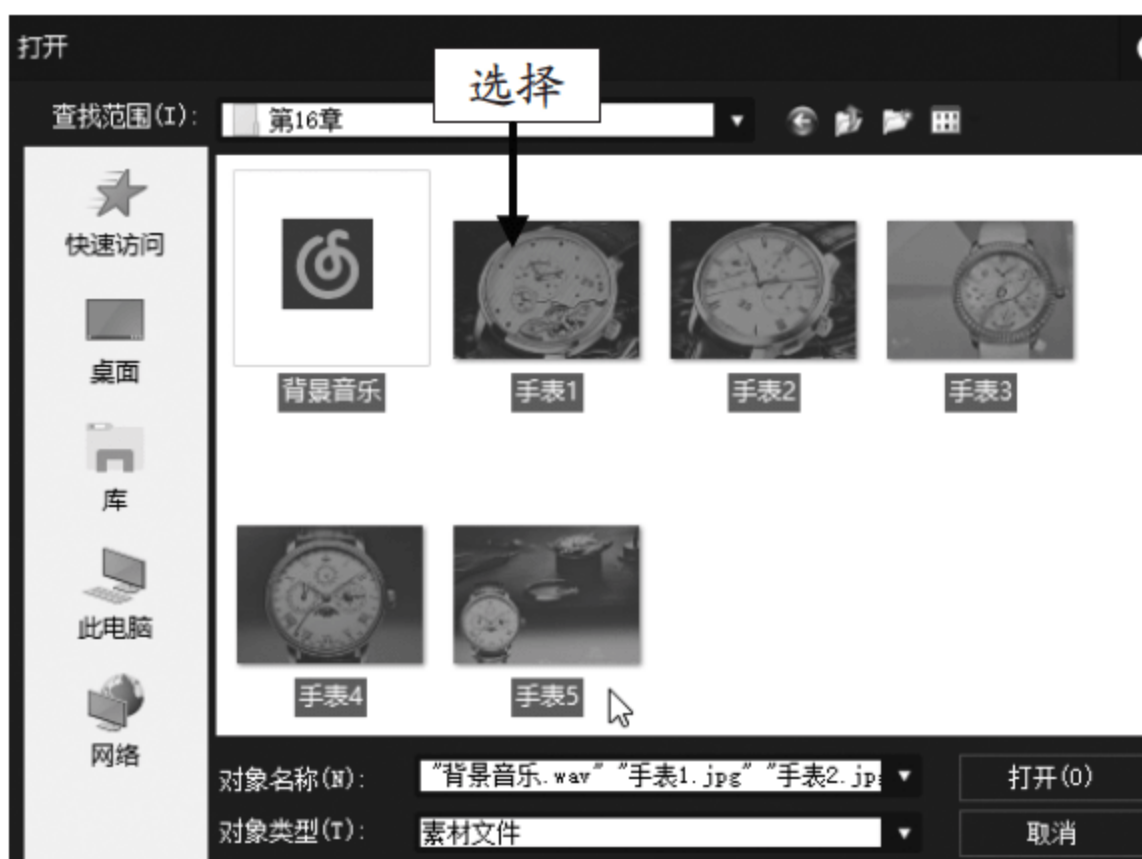 打开
选择
查找范围(I):
第16章
快速访问
桌面
库
此电脑
网络
背景音乐
手表1
手表2
手表3
手表4
手表5
对象名称(N):
"背景音乐.wav" "手表1.jpg" "手表2.jp
打开(O)
对象类型(T):
素材文件
取消